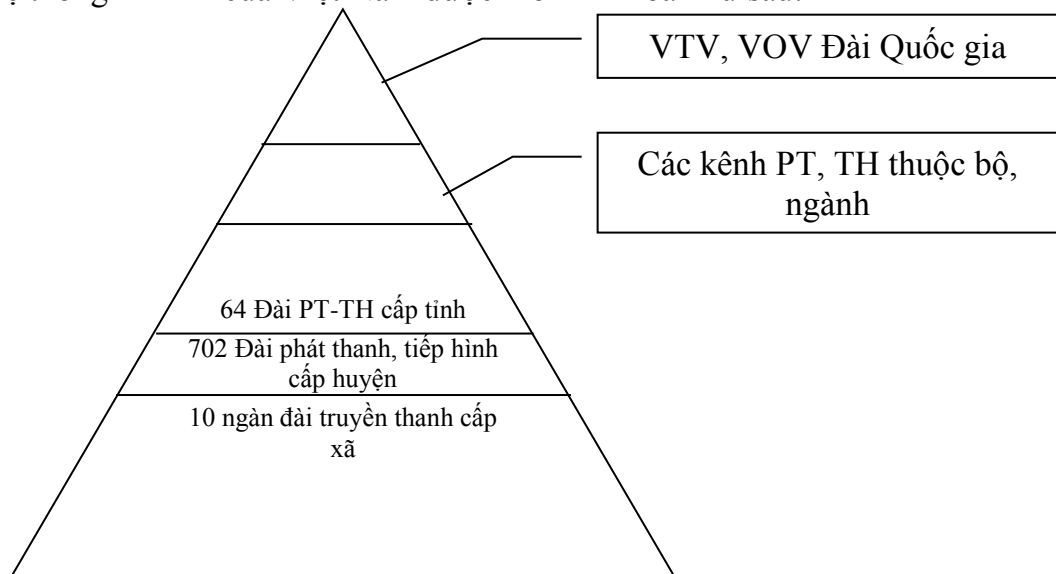 VTV, VOV Đài Quốc gia
Các kênh PT, TH thuộc bộ,
ngành
64 Đài PT-TH cấp tỉnh
702 Đài phát thanh, tiếp hình
cấp huyện
10 ngàn đài truyền thanh cấp
xã